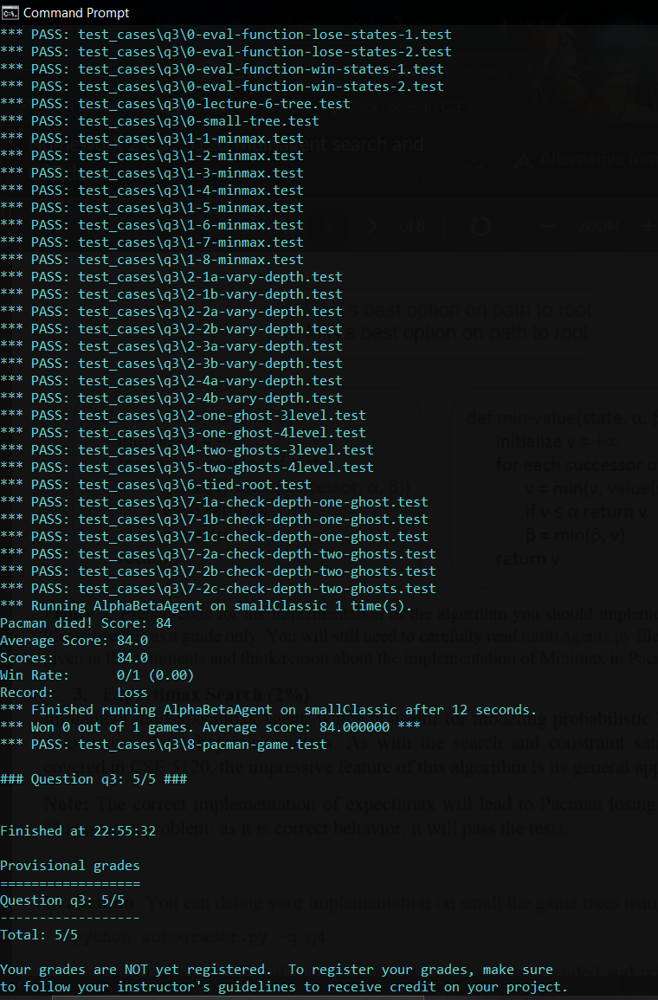 Command Prompt
*** PASS: test_cases\q3\0-eval-function-lose-states-1.test
*** PASS: test_cases\q3\0-eval-function-lose-states-2.test
*** PASS: test_cases\q3\0-eval-function-win-states-1.test
*** PASS: test_cases\q3\0-eval-function-win-states-2.test
*** PASS: test_cases\q3\0-lecture-6-tree.test
*** PASS: test_cases\q3\0-small-tree.test
*** PASS: test_cases\q3\1-1-minmax.test
*** PASS: test_cases\q3\1-2-minmax.test
*** PASS: test_cases\q3\1-3-minmax.test
*** PASS: test_cases\q3\1-4-minmax.test
*** PASS: test_cases\q3\1-5-minmax.test
*** PASS: test_cases\q3\1-6-minmax.test
*** PASS: test_cases\q3\1-7-minmax.test
*** PASS: test_cases\q3\1-8-minmax.test
*** PASS: test_cases\q3\2-1a-vary-depth.test
*** PASS: test_cases\q3\2-1b-vary-depth.test
*** PASS: test_cases\q3\2-2a-vary-depth.test
*** PASS: test_cases\q3\2-2b-vary-depth.test
*** PASS: test_cases\q3\2-3a-vary-depth.test
*** PASS: test_cases\q3\2-3b-vary-depth.test
*** PASS: test_cases\q3\2-4a-vary-depth.test
*** PASS: test_cases\q3\2-4b-vary-depth.test
*** PASS: test_cases\q3\2-one-ghost-3level.test
*** PASS: test_cases\q3\3-one-ghost-4level.test
*** PASS: test_cases\q3\4-two-ghosts-3level.test
*** PASS: test_cases\q3\5-two-ghosts-4level.test
*** PASS: test_cases\q3\6-tied-root.test
*** PASS: test_cases\q3\7-1a-check-depth-one-ghost.test
*** PASS: test_cases\q3\7-1b-check-depth-one-ghost.test
*** PASS: test_cases\q3\7-1c-check-depth-one-ghost.test
*** PASS: test_cases\q3\7-2a-check-depth-two-ghosts.test
*** PASS: test_cases\q3\7-2b-check-depth-two-ghosts.test
*** PASS: test_cases\q3\7-2c-check-depth-two-ghosts.test
*** Running AlphaBetaAgent on smallClassic 1 time(s).
Pacman died! Score: 84
Average Score: 84.0
Scores:        84.0
Win Rate:      0/1 (0.00)
Record:        Loss
*** Finished running AlphaBetaAgent on smallClassic after 12 seconds.
*** Won 0 out of 1 games. Average score: 84.000000 ***
*** PASS: test_cases\q3\8-pacman-game.test
### Question q3: 5/5 ###
Finished at 22:55:32
Provisional grades
==================
Question q3: 5/5
------------------
Total: 5/5
Your grades are NOT yet registered.  To register your grades, make sure
to follow your instructor's guidelines to receive credit on your project.